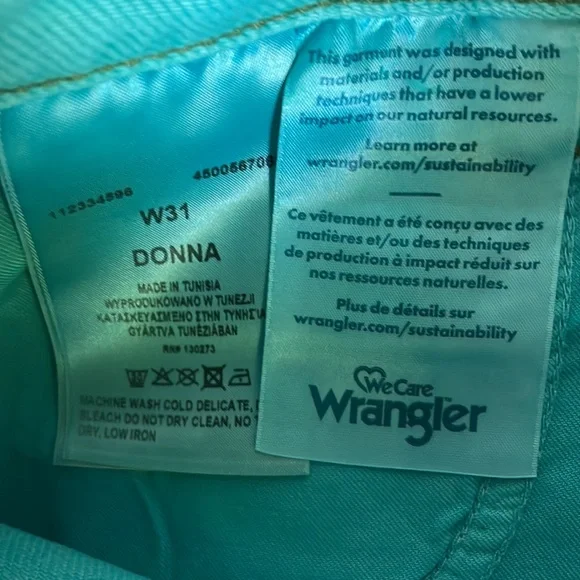 112334596
450056706
W31
DONNA
MADE IN TUNISIA
WYPRODUKOWANO W TUNEZJI
ΚΑΤΑΣΚΕΥΑΣΜΕΝΟ ΣΤΗΝ ΤΥΝΗΣΙΑ
GYÁRTVA TUNÉZIÁBAN
RN# 130273
MACHINE WASH COLD DELICATE,
BLEACH DO NOT DRY CLEAN, NO
DRY, LOW IRON
This garment was designed with
materials and/or production
techniques that have a lower
impact on our natural resources.
Learn more at
wrangler.com/sustainability
Ce vêtement a été conçu avec des
matières et/ou des techniques
de production à impact réduit sur
nos ressources naturelles.
Plus de détails sur
wrangler.com/sustainability
We Care
Wrangler™